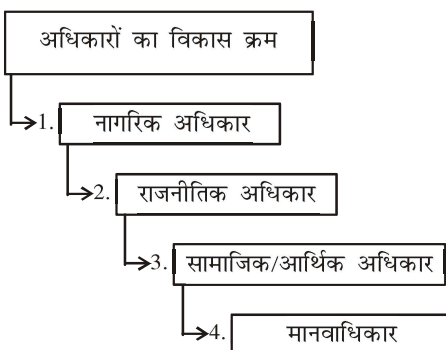 अधिकारों का विकास क्रम
1. नागरिक अधिकार
2. राजनीतिक अधिकार
3. सामाजिक/आर्थिक अधिकार
4. मानवाधिकार